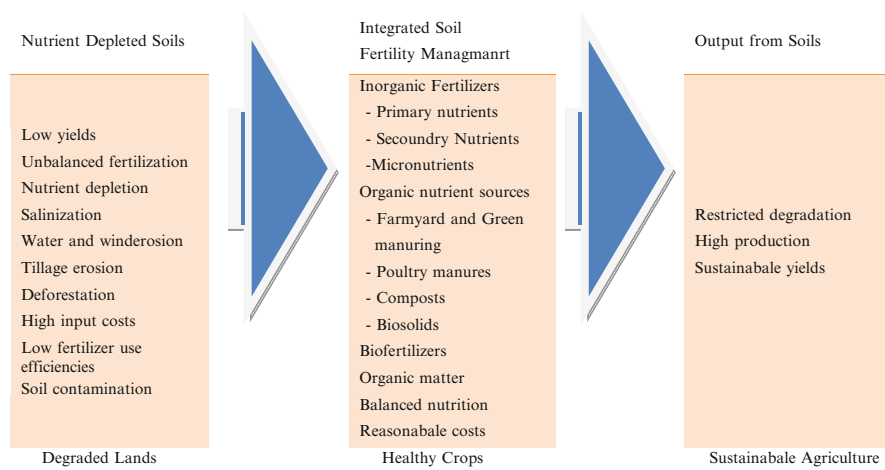 Nutrient Depleted Soils
Low yields
Unbalanced fertilization
Nutrient depletion
Salinization
Water and winderosion
Tillage erosion
Deforestation
High input costs
Low fertilizer use
efficiencies
Soil contamination
Degraded Lands
Integrated Soil
Fertility Managmanrt
Inorganic Fertilizers
- Primary nutrients
- Secoundry Nutrients
-Micronutrients
Organic nutrient sources
- Farmyard and Green
manuring
- Poultry manures
- Composts
- Biosolids
Biofertilizers
Organic matter
Balanced nutrition
Reasonabale costs
Healthy Crops
Output from Soils
Restricted degradation
High production
Sustainabale yields
Sustainabale Agriculture